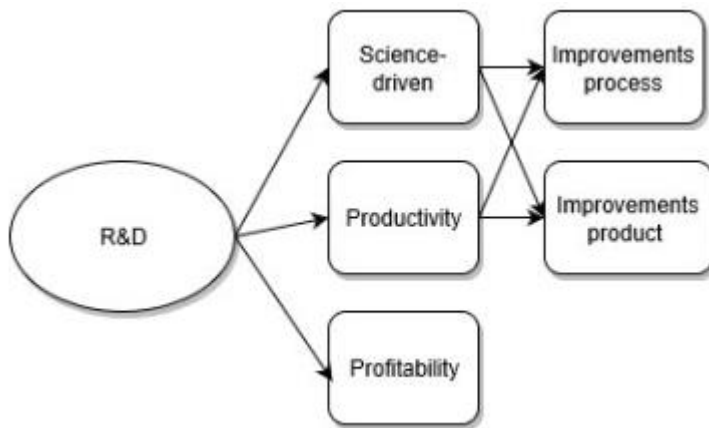 Science-
driven
Improvements
process
R&D
Productivity
Improvements
product
Profitability